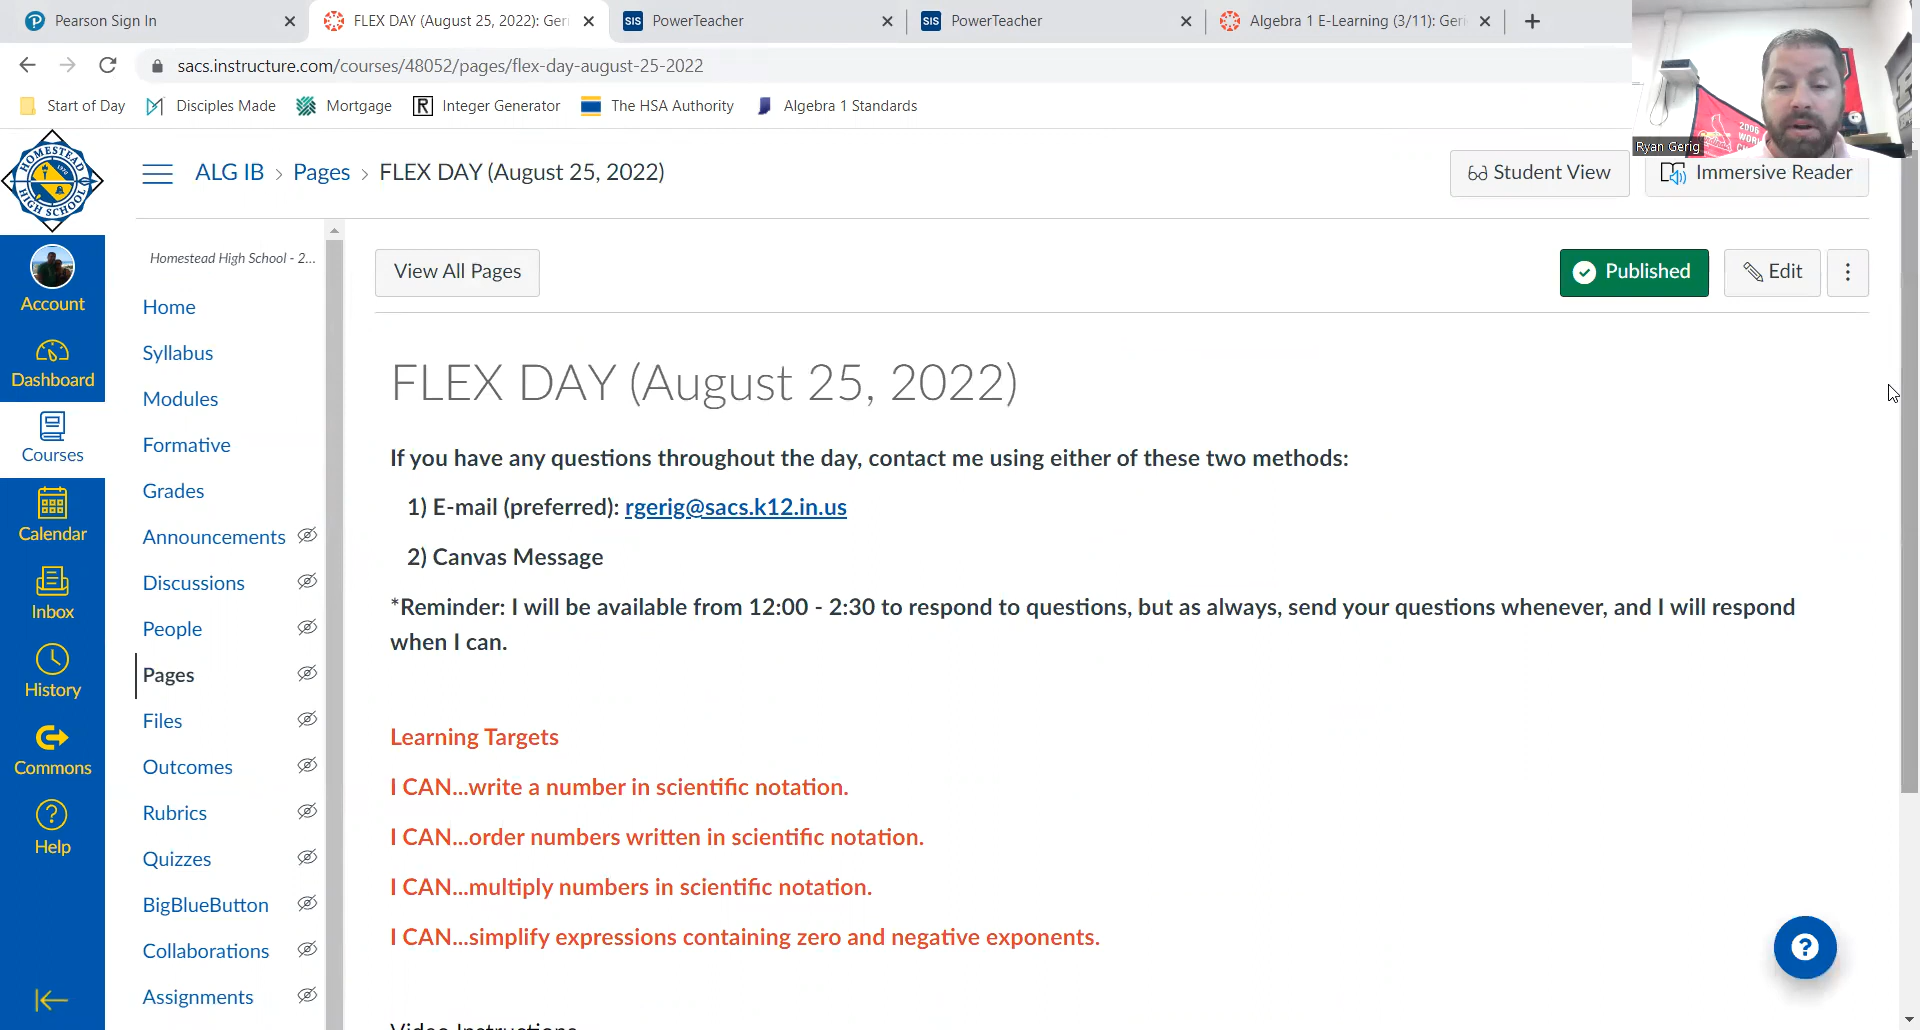 Pearson Sign In
FLEX DAY (August 25, 2022): Geri
SIS PowerTeacher
SIS PowerTeacher
Algebra 1 E-Learning (3/11): Geri
sacs.instructure.com/courses/48052/pages/flex-day-august-25-2022
Start of Day
Disciples Made
Mortgage
R Integer Generator
The HSA Authority
Algebra 1 Standards
2006
Ryan Gerig
HOMESTEAD
HIGH SCHOOL
ALG IB › Pages › FLEX DAY (August 25, 2022)
Student View
Immersive Reader
Account
Dashboard
Courses
Calendar
Inbox
History
Commons
Help
Homestead High School - 2...
Home
Syllabus
Modules
Formative
Grades
Announcements
Discussions
People
Pages
Files
Outcomes
Rubrics
Quizzes
BigBlueButton
Collaborations
Assignments
View All Pages
Published
Edit
FLEX DAY (August 25, 2022)
If you have any questions throughout the day, contact me using either of these two methods:
1) E-mail (preferred): rgerig@sacs.k12.in.us
2) Canvas Message
*Reminder: I will be available from 12:00 - 2:30 to respond to questions, but as always, send your questions whenever, and I will respond
when I can.
Learning Targets
I CAN...write a number in scientific notation.
I CAN...order numbers written in scientific notation.
I CAN...multiply numbers in scientific notation.
I CAN...simplify expressions containing zero and negative exponents.
Video Instructions